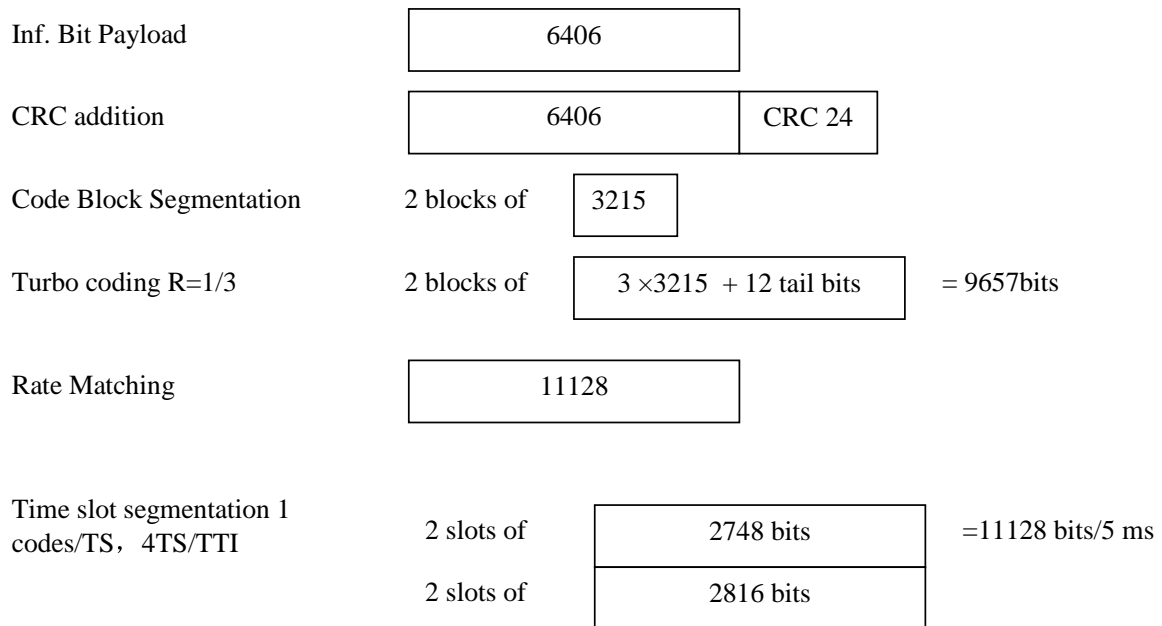 Inf. Bit Payload 6406
CRC addition 6406 CRC 24
Code Block Segmentation 2 blocks of 3215
Turbo coding R=1/3 2 blocks of 3 ×3215 + 12 tail bits = 9657bits
Rate Matching 11128
Time slot segmentation 1
codes/TS，4TS/TTI 2 slots of 2748 bits =11128 bits/5 ms
2 slots of 2816 bits